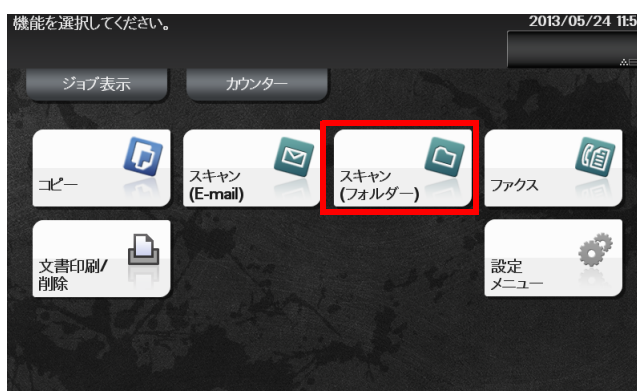 機能を選択してください。
2013/05/24 11:5
ジョブ表示
カウンター
コピー
スキャン
(E-mail)
スキャン
(フォルダー)
ファクス
文書印刷/
削除
設定
メニュー